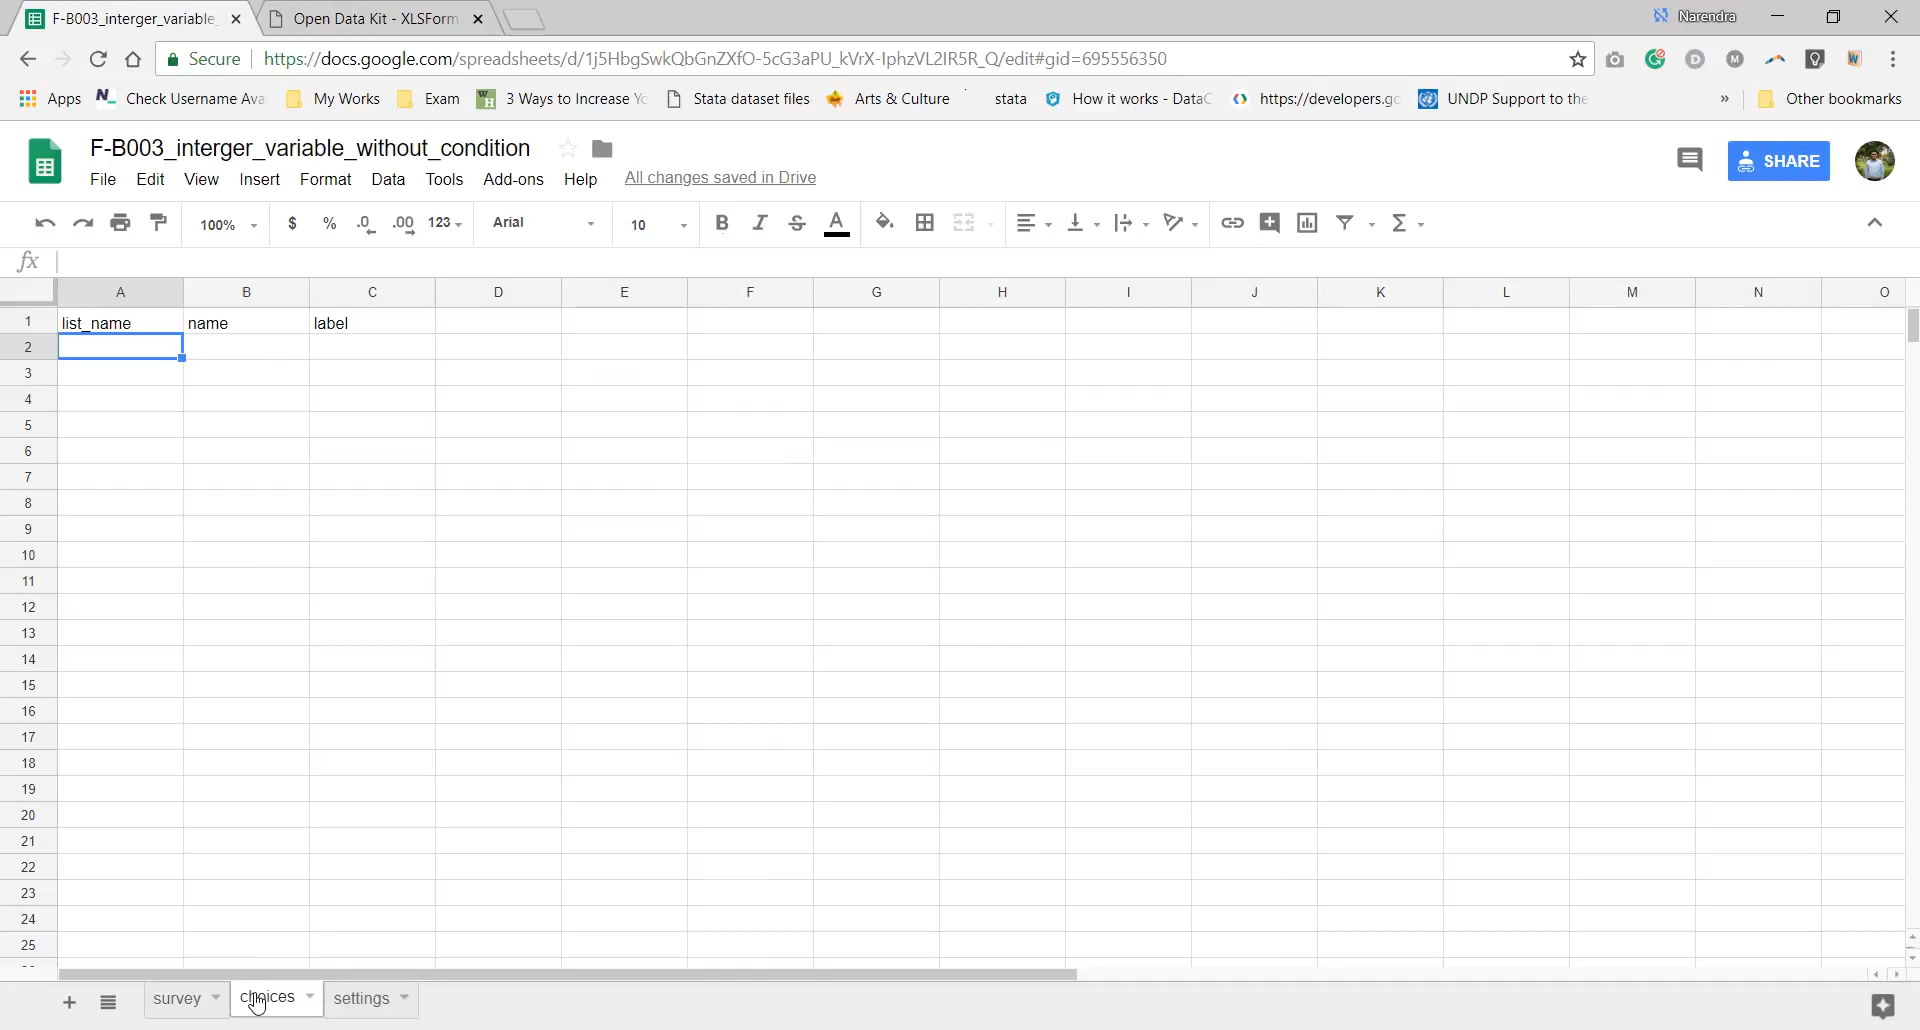 F-B003_interger_variable_
Open Data Kit - XLSForm
Narendra
Secure
https://docs.google.com/spreadsheets/d/1j5HbgSwkQbGnZXfO-5cG3aPU_kVrX-IphzVL2IR5R_Q/edit#gid=695556350
Apps
Check Username Ava
My Works
Exam
3 Ways to Increase Yo
Stata dataset files
Arts & Culture
stata
How it works - DataC
https://developers.gc
UNDP Support to the
»
Other bookmarks
F-B003_interger_variable_without_condition
SHARE
File Edit View Insert Format Data Tools Add-ons Help All changes saved in Drive
100% $ % .0 .00 123 Arial 10 B I S A Σ
fx
A B C D E F G H I J K L M N O
1 list_name name label
2
3
4
5
6
7
8
9
10
11
12
13
14
15
16
17
18
19
20
21
22
23
24
25
survey choices settings